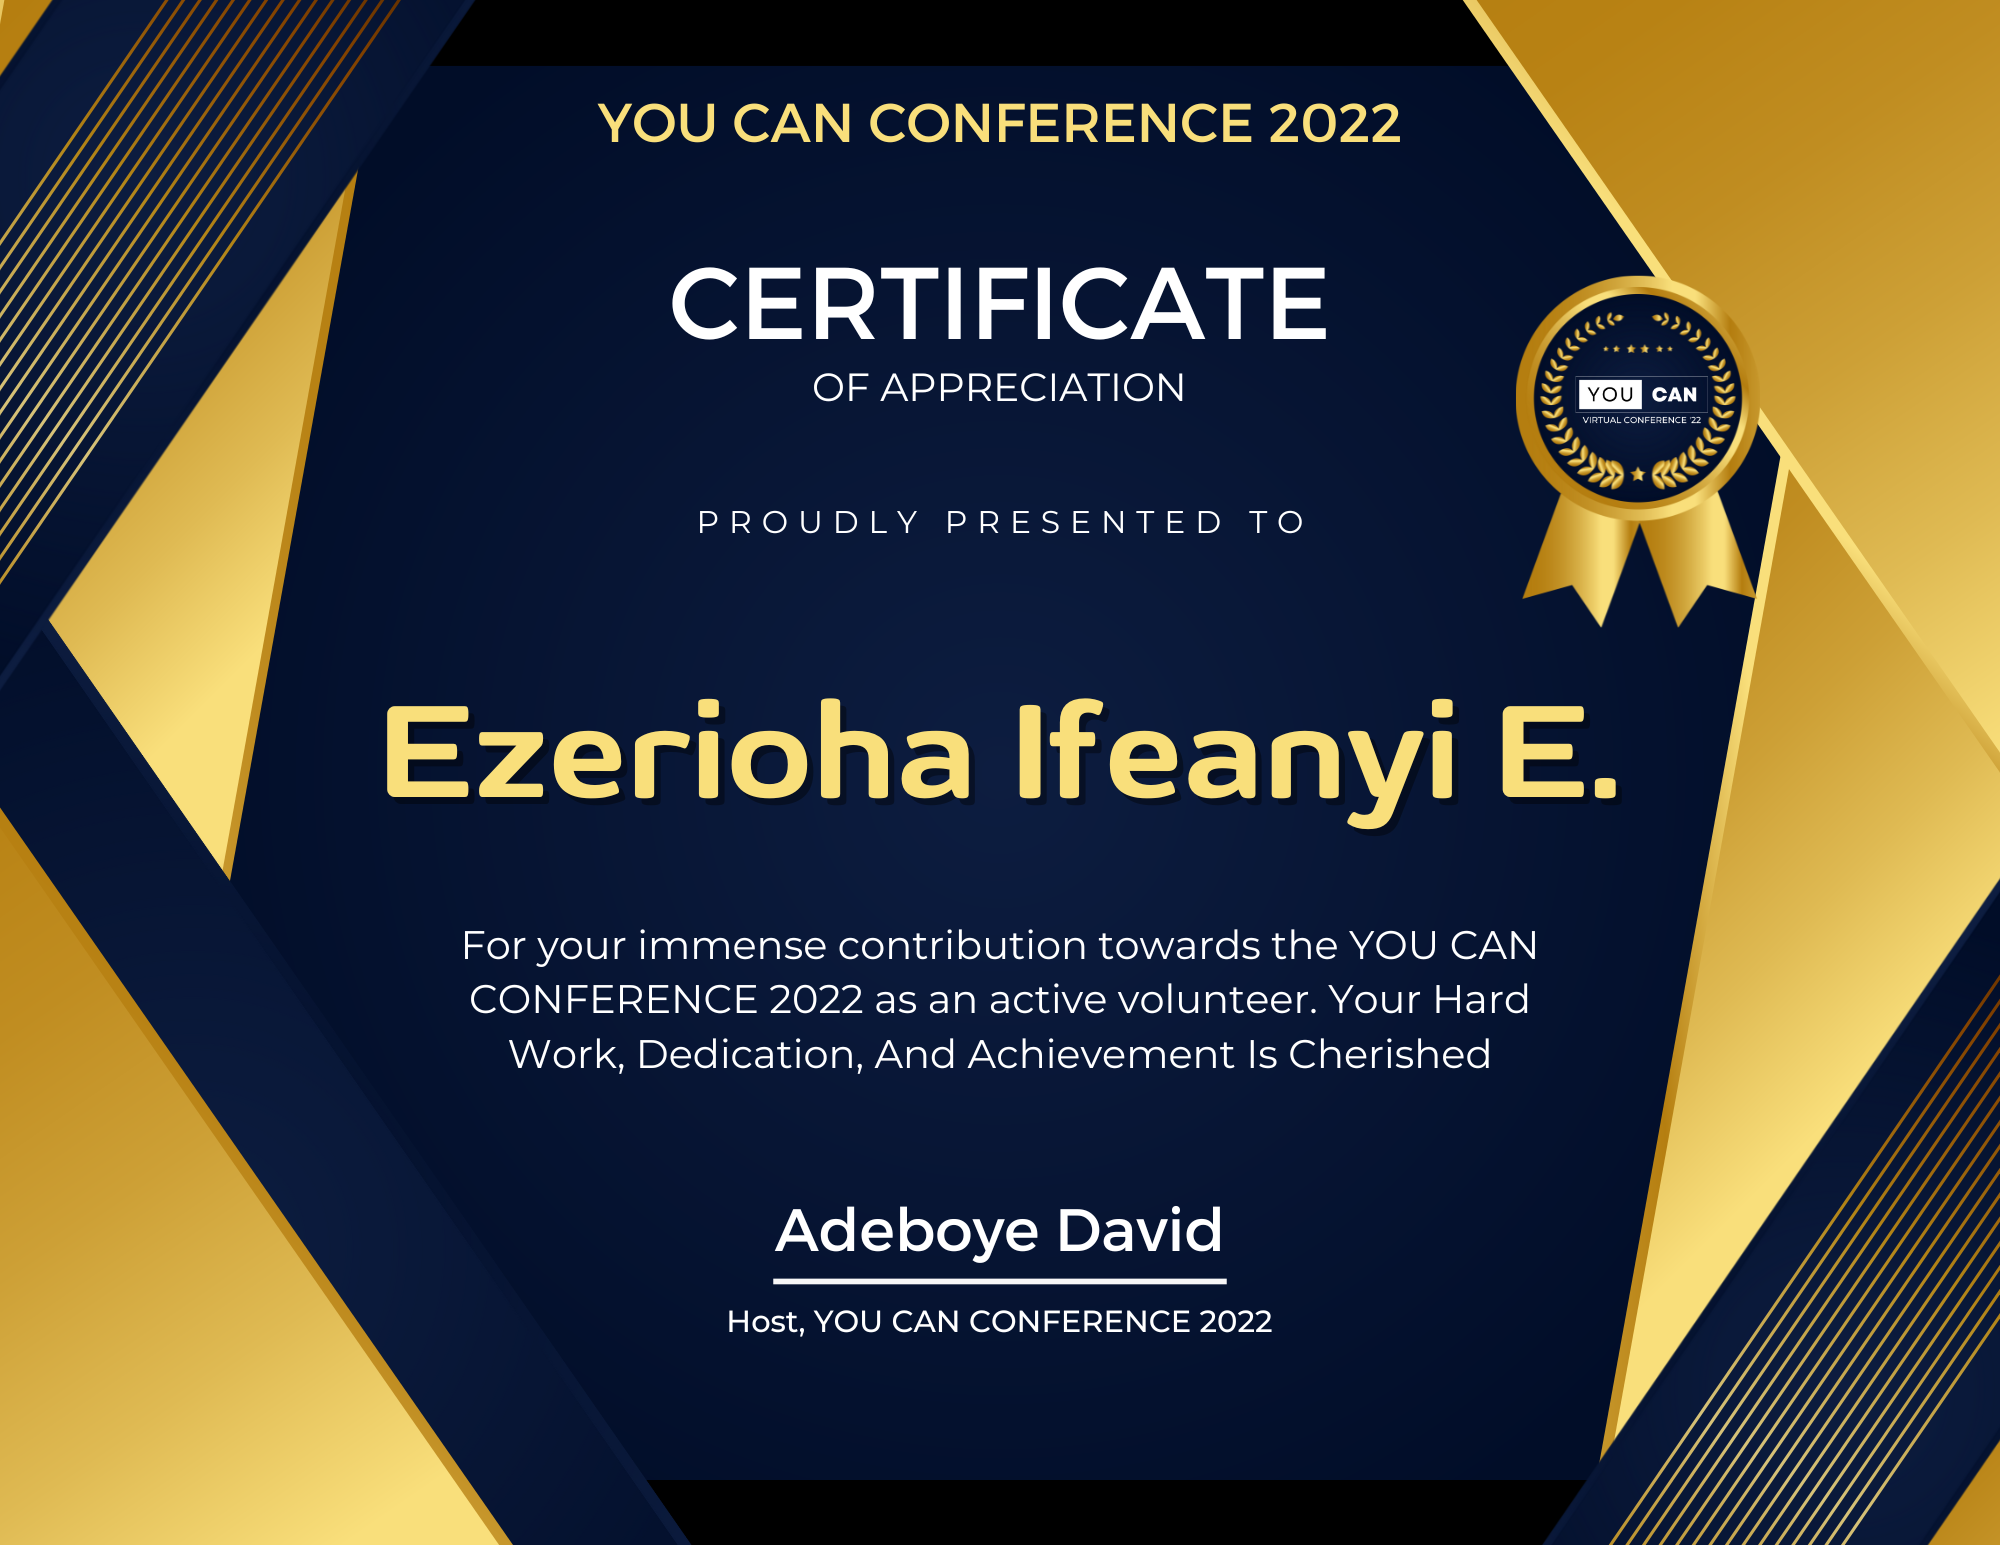 YOU CAN CONFERENCE 2022
CERTIFICATE
OF APPRECIATION
YOU CAN
VIRTUAL CONFERENCE '22
PROUDLY PRESENTED TO
Ezerioha Ifeanyi E.
For your immense contribution towards the YOU CAN
CONFERENCE 2022 as an active volunteer. Your Hard
Work, Dedication, And Achievement Is Cherished
Adeboye David
Host, YOU CAN CONFERENCE 2022